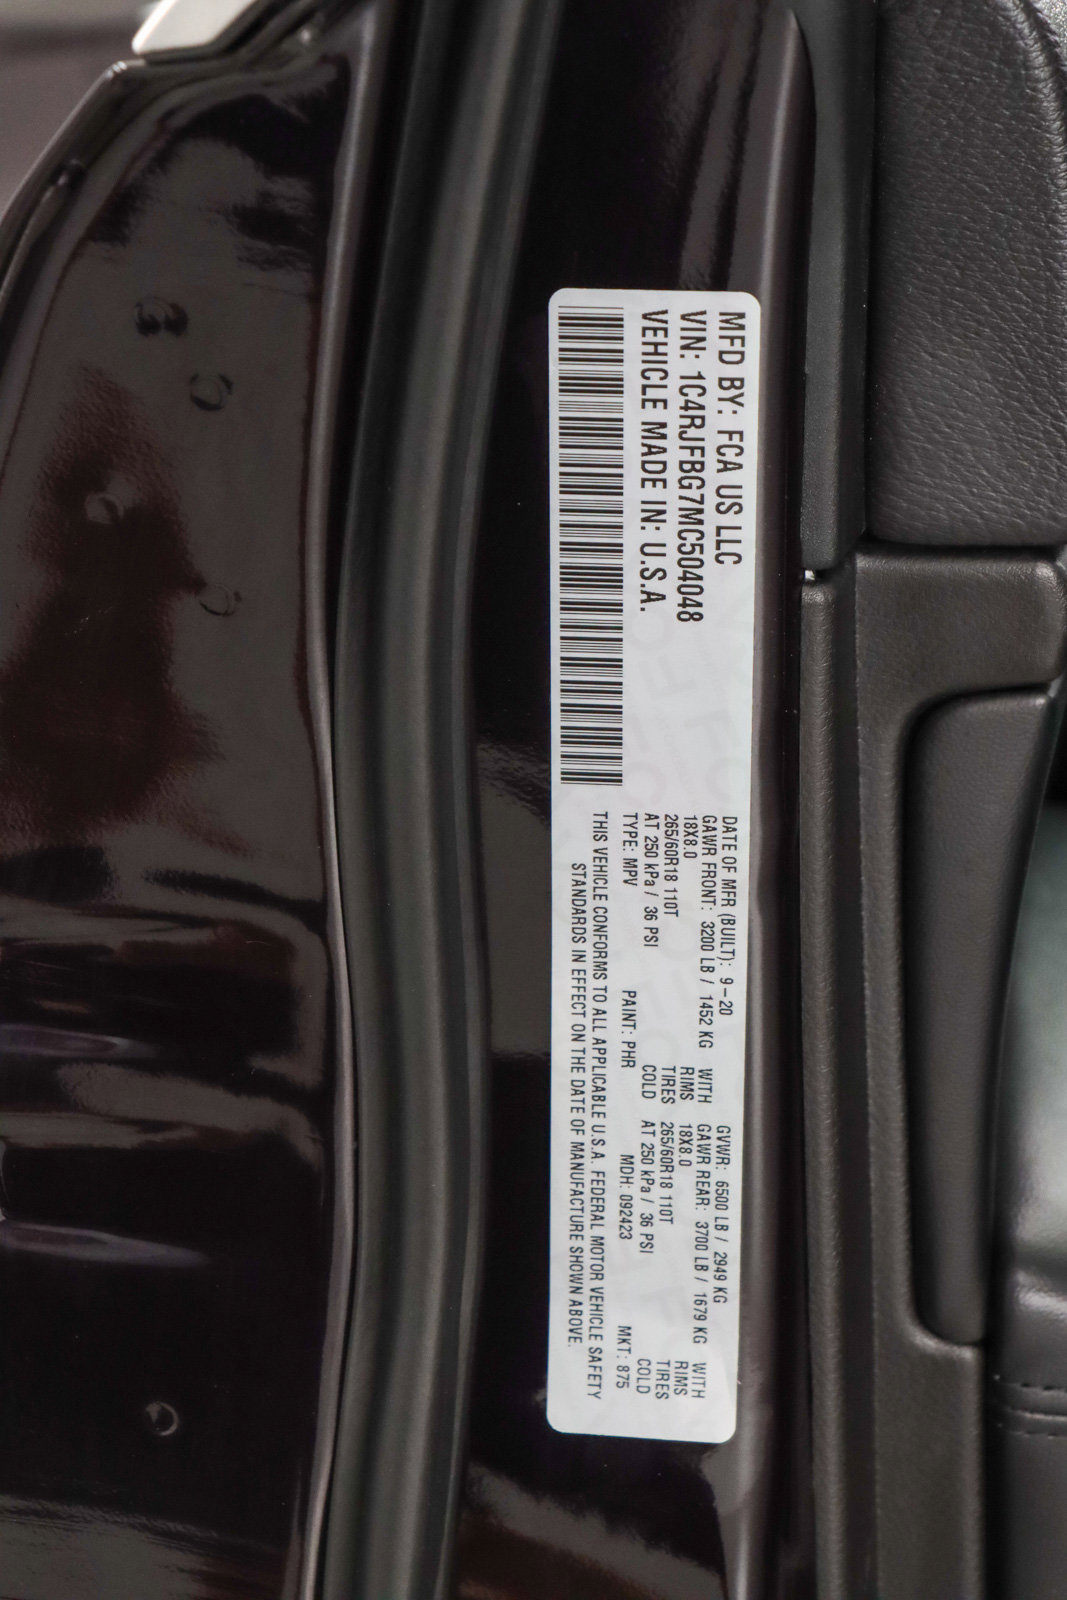 MFD BY: FCA US LLC
VIN: 1C4RJFBG7MC504048
VEHICLE MADE IN: U.S.A.
DATE OF MFR (BUILT): 9-20 GVWR: 6500 LB / 2949 KG
GAWR FRONT: 3200 LB / 1452 KG WITH GAWR REAR: 3700 LB / 1679 KG WITH
18X8.0 RIMS 18X8.0 RIMS
265/60R18 110T TIRES 265/60R18 110T TIRES
AT 250 kPa / 36 PSI COLD AT 250 kPa / 36 PSI COLD
TYPE: MPV PAINT: PHR MDH: 092423 MKT: 875
THIS VEHICLE CONFORMS TO ALL APPLICABLE U.S.A. FEDERAL MOTOR VEHICLE SAFETY
STANDARDS IN EFFECT ON THE DATE OF MANUFACTURE SHOWN ABOVE.